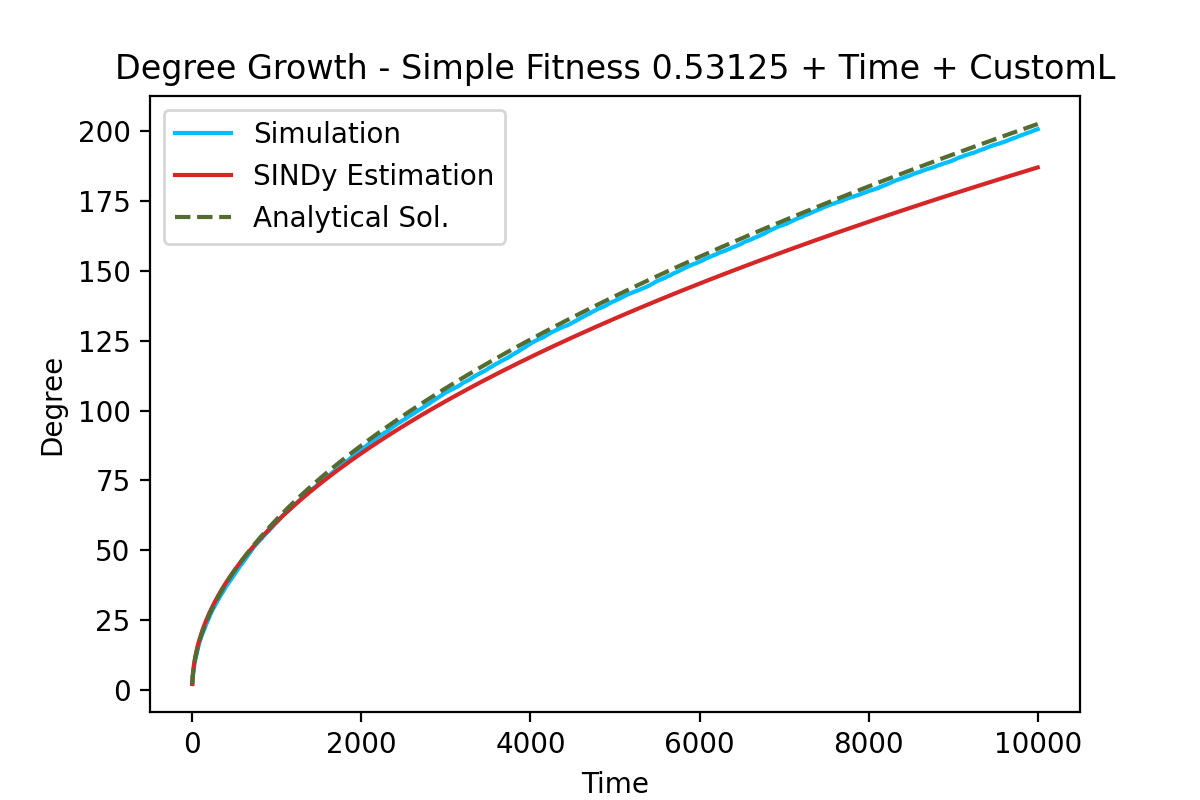 Degree Growth - Simple Fitness 0.53125 + Time + CustomL
Simulation
SINDy Estimation
Analytical Sol.
200
175
150
125
100
75
50
25
0
Degree
0 2000 4000 6000 8000 10000
Time